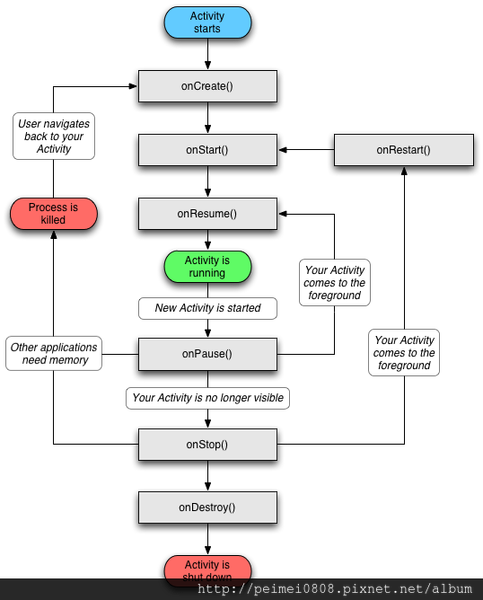 Activity
starts
onCreate()
User navigates
back to your
Activity
onStart()
onRestart()
Process is
killed
onResume()
Activity is
running
Your Activity
comes to the
foreground
New Activity is started
Other applications
need memory
onPause()
Your Activity
comes to the
foreground
Your Activity is no longer visible
onStop()
onDestroy()
Activity is
shut down
http://peimei0808.pixnet.net/album